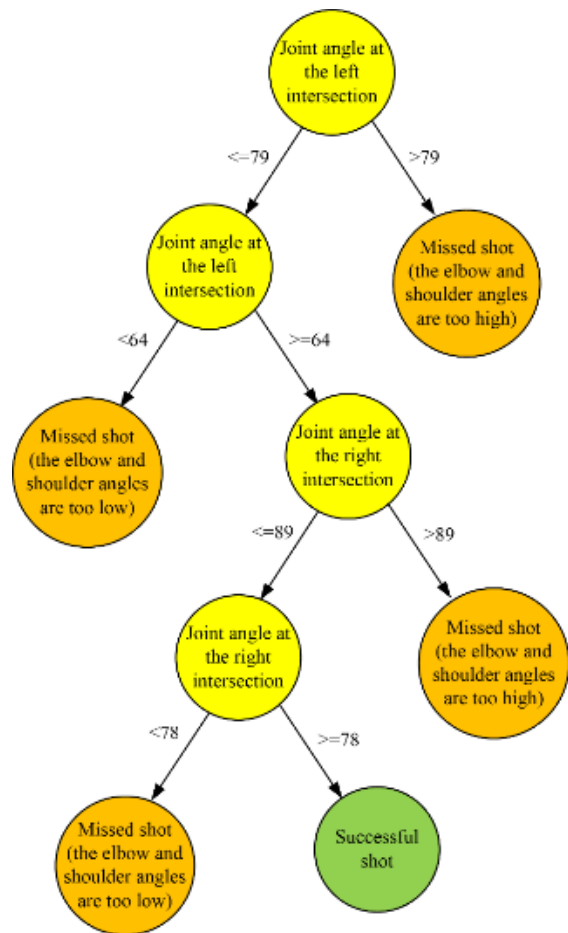 Joint angle at
the left
intersection
<=79
>79
Joint angle at
the left
intersection
Missed shot
(the elbow and
shoulder angles
are too high)
<64
>=64
Missed shot
(the elbow and
shoulder angles
are too low)
Joint angle at
the right
intersection
<=89
>89
Joint angle at
the right
intersection
Missed shot
(the elbow and
shoulder angles
are too high)
<78
>=78
Missed shot
(the elbow and
shoulder angles
are too low)
Successful
shot